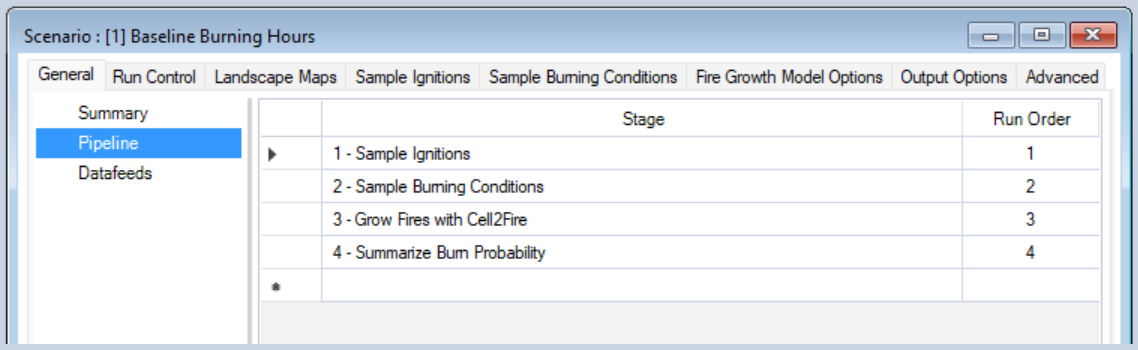 Scenario : [1] Baseline Burning Hours
General Run Control Landscape Maps Sample Ignitions Sample Burning Conditions Fire Growth Model Options Output Options Advanced
Summary
Pipeline
Datafeeds
Stage Run Order
1 - Sample Ignitions 1
2 - Sample Burning Conditions 2
3 - Grow Fires with Cell2Fire 3
4 - Summarize Burn Probability 4